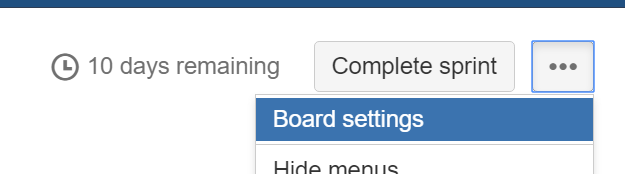 10 days remaining
Complete sprint
•••
Board settings
Hide menus